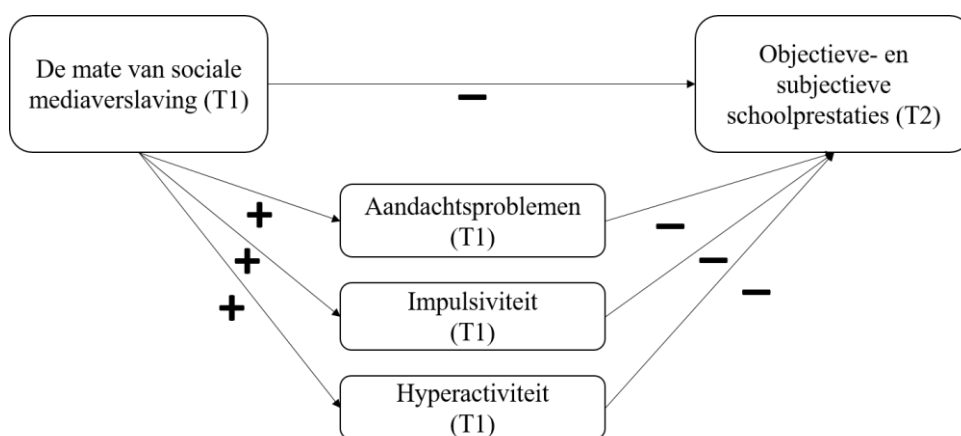 De mate van sociale
mediaverslaving (T1)
Objectieve- en
subjectieve
schoolprestaties (T2)
−
Aandachtsproblemen
(T1)
+
−
Impulsiviteit
(T1)
+
−
Hyperactiviteit
(T1)
+
−